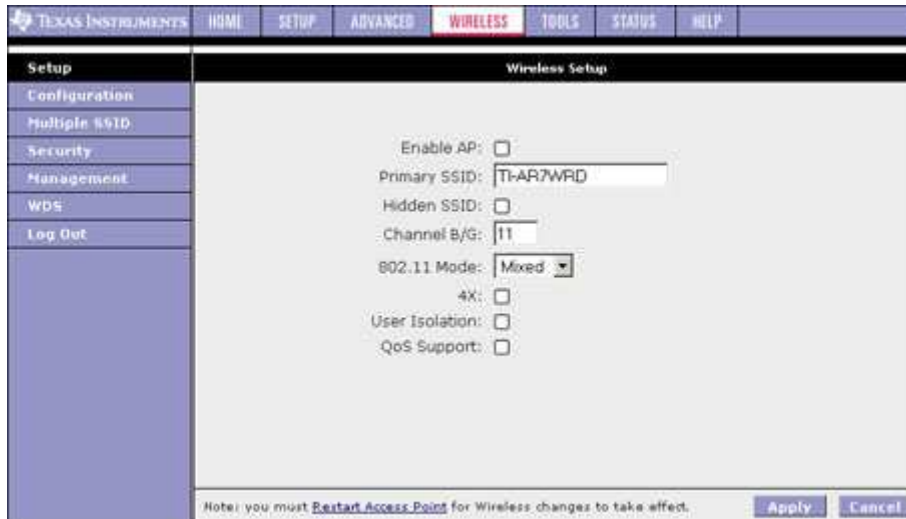 TEXAS INSTRUMENTS HOME SETUP ADVANCED WIRELESS TOOLS STATUS HELP
Setup
Configuration
Multiple SSID
Security
Management
WDS
Log Out
Wireless Setup
Enable AP:
Primary SSID: TI-AR7WRD
Hidden SSID:
Channel B/G: 11
802.11 Mode: Mixed
4X:
User Isolation:
QoS Support:
Note: you must Restart Access Point for Wireless changes to take effect. Apply Cancel